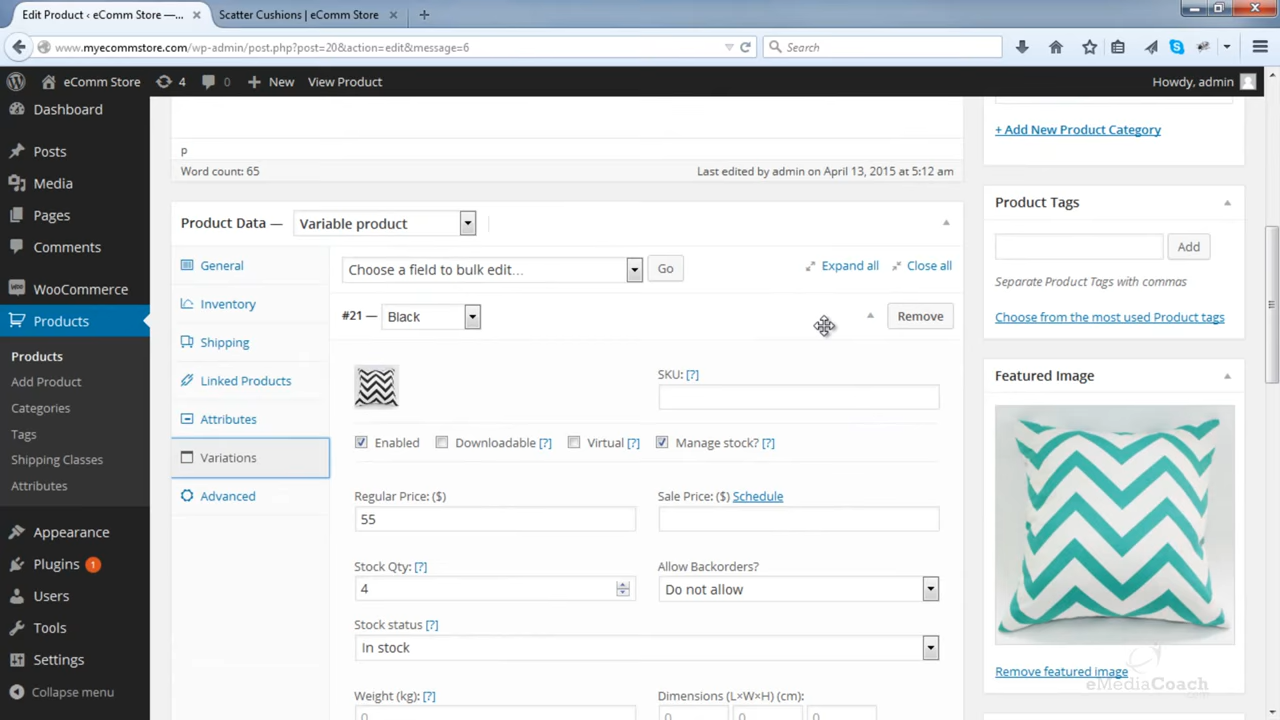 Edit Product ‹ eComm Store —... × Scatter Cushions | eComm Store × +
www.myecommstore.com/wp-admin/post.php?post=20&action=edit&message=6 Search
eComm Store 4 0 + New View Product Howdy, admin
Dashboard
Posts
Media
Pages
Comments
WooCommerce
Products
Products
Add Product
Categories
Tags
Shipping Classes
Attributes
Appearance
Plugins 1
Users
Tools
Settings
Collapse menu
p
Word count: 65 Last edited by admin on April 13, 2015 at 5:12 am
Product Data — Variable product
General
Inventory
Shipping
Linked Products
Attributes
Variations
Advanced
Choose a field to bulk edit... Go Expand all Close all
#21 — Black Remove
SKU: [?]
Enabled Downloadable [?] Virtual [?] Manage stock? [?]
Regular Price: ($) Sale Price: ($) Schedule
55
Stock Qty: [?] Allow Backorders?
4 Do not allow
Stock status [?]
In stock
Weight (kg): [?] Dimensions (L×W×H) (cm):
0 0 0 0
+ Add New Product Category
Product Tags
Add
Separate Product Tags with commas
Choose from the most used Product tags
Featured Image
Remove featured image
eMediaCoach
.com